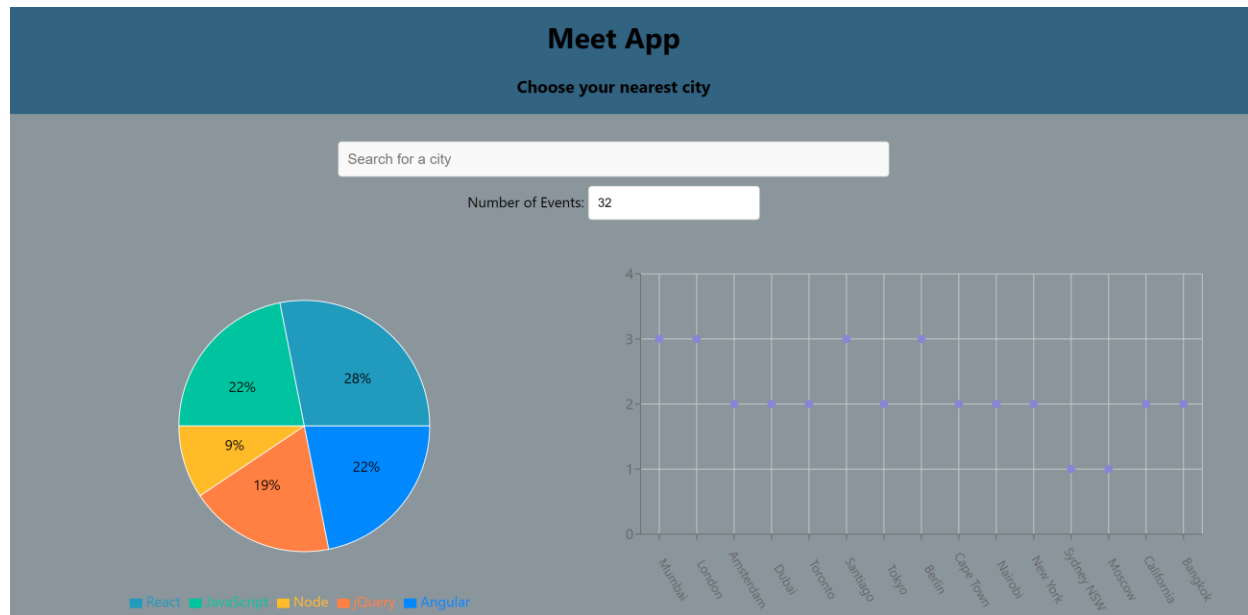 Meet App
Choose your nearest city
Search for a city
Number of Events: 32
28%
22%
9%
19%
22%
React JavaScript Node jQuery Angular
4
3
2
1
0
Mumbai
London
Amsterdam
Dubai
Toronto
Santiago
Tokyo
Berlin
Cape Town
Nairobi
New York
Sydney NSW
Moscow
California
Bangkok